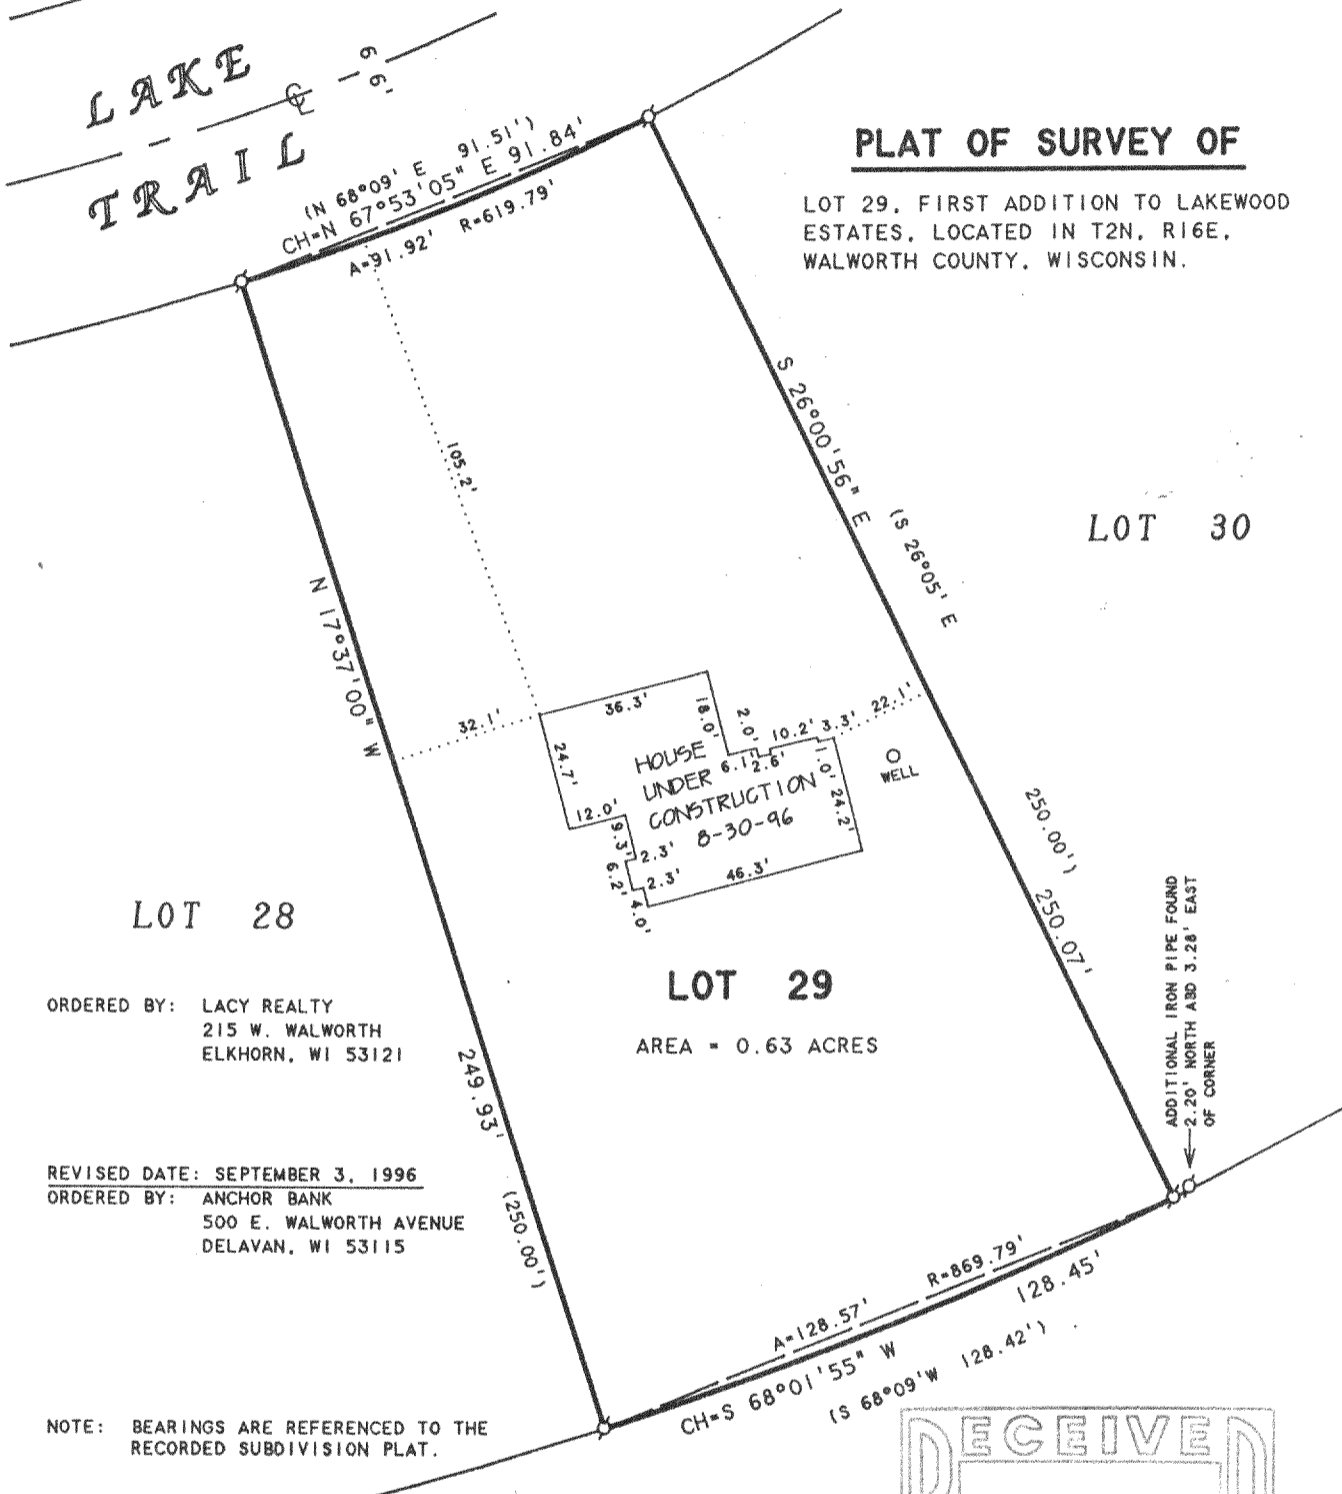 LAKE
TRAIL
℄
66'
(N 68°09' E 91.51')
CH=N 67°53'05" E 91.84'
A=91.92' R=619.79'
PLAT OF SURVEY OF
LOT 29, FIRST ADDITION TO LAKEWOOD
ESTATES, LOCATED IN T2N, R16E,
WALWORTH COUNTY, WISCONSIN.
105.2'
S 26°00'56" E
(S 26°05' E
LOT 30
N 17°37'00" W
32.1'
36.3'
18.0'
2.0'
10.2'
3.3'
22.1'
24.7'
6.1'
2.6'
1.0'
24.2'
HOUSE
UNDER
CONSTRUCTION
8-30-96
WELL
12.0'
9.3'
2.3'
6.2'
2.3'
4.0'
46.3'
250.00')
250.07'
LOT 28
LOT 29
AREA = 0.63 ACRES
ADDITIONAL IRON PIPE FOUND
2.20' NORTH ABD 3.28' EAST
OF CORNER
ORDERED BY: LACY REALTY
215 W. WALWORTH
ELKHORN, WI 53121
249.93'
(250.00')
REVISED DATE: SEPTEMBER 3, 1996
ORDERED BY: ANCHOR BANK
500 E. WALWORTH AVENUE
DELAVAN, WI 53115
A=128.57' R=869.79'
CH=S 68°01'55" W 128.45'
(S 68°09'W 128.42')
NOTE: BEARINGS ARE REFERENCED TO THE
RECORDED SUBDIVISION PLAT.
DECEIVED